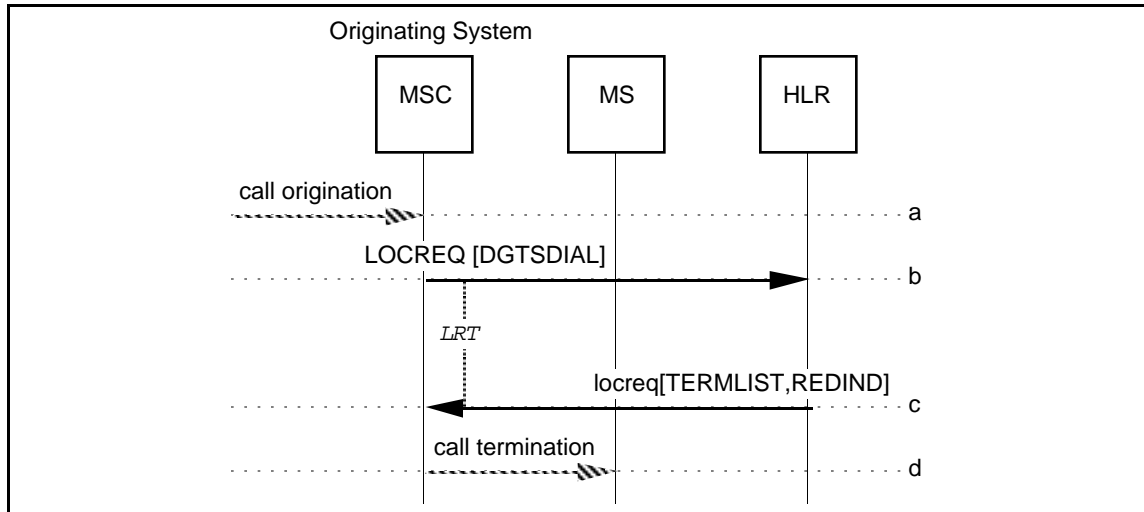 Originating System
MSC
MS
HLR
call origination
a
LOCREQ [DGTSDIAL]
b
LRT
locreq[TERMLIST,REDIND]
c
call termination
d